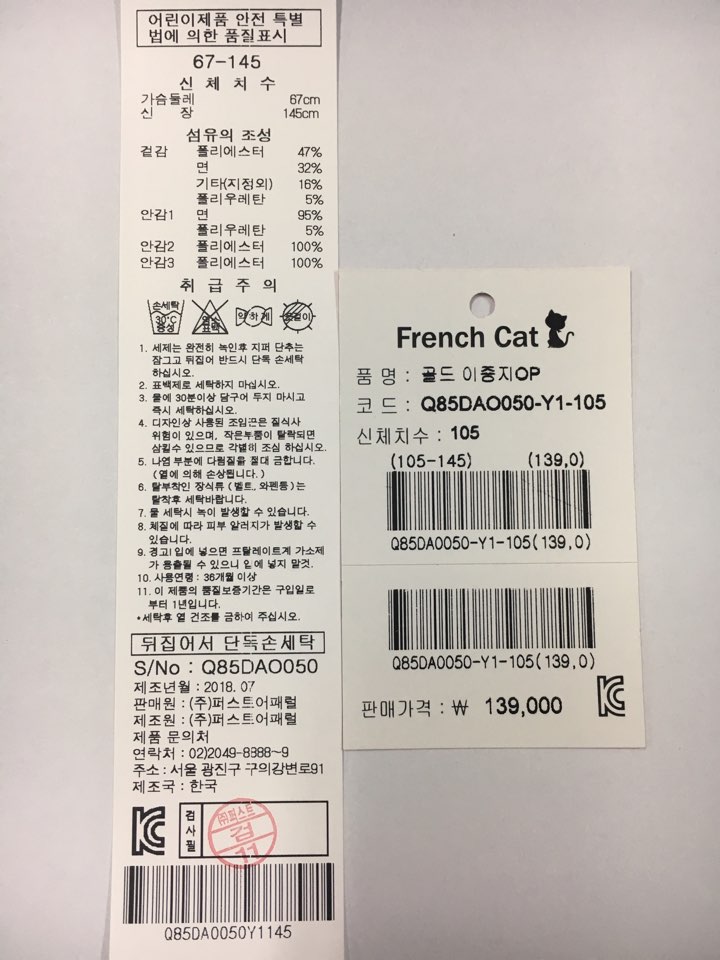 어린이제품 안전 특별
법에 의한 품질표시
67-145
신 체 치 수
가슴둘레 67cm
신 장 145cm
섬유의 조성
겉감 폴리에스터 47%
면 32%
기타(지정외) 16%
폴리우레탄 5%
안감1 면 95%
폴리우레탄 5%
안감2 폴리에스터 100%
안감3 폴리에스터 100%
취 급 주 의
손세탁
30°C
중성
염소
표백
약하게
1. 세제는 완전히 녹인후 지퍼 단추는
잠그고 뒤집어 반드시 단독 손세탁
하십시오.
2. 표백제로 세탁하지 마십시오.
3. 물에 30분이상 담구어 두지 마시고
즉시 세탁하십시오.
4. 디자인상 사용된 조임끈은 질식사
위험이 있으며, 작은부품이 탈락되면
삼킬수 있으므로 각별히 조심 하십시오.
5. 나염 부분에 다림질을 절대 금합니다.
(열에 의해 손상됩니다.)
6. 탈부착인 장식류 (벨트, 와펜등)는
탈착후 세탁바랍니다.
7. 물 세탁시 녹이 발생할 수 있습니다.
8. 체질에 따라 피부 알러지가 발생할 수
있습니다.
9. 경고! 입에 넣으면 프탈레이트계 가소제
가 용출될 수 있으니 입에 넣지 말것.
10. 사용연령 : 36개월 이상
11. 이 제품의 품질보증기간은 구입일로
부터 1년입니다.
*세탁후 열 건조를 금하여 주십시오.
뒤집어서 단독손세탁
S/No : Q85DAO050
제조년월 : 2018. 07
판매원 : (주)퍼스트어패럴
제조원 : (주)퍼스트어패럴
제품 문의처
연락처 : 02)2049-8888~9
주소 : 서울 광진구 구의강변로91
제조국 : 한국
KC
검사필
㈜퍼스트
검
11
Q85DA0050Y1145
French Cat
품 명 : 골드 이중지OP
코 드 : Q85DAO050-Y1-105
신체치수 : 105
(105-145) (139,0)
Q85DA0050-Y1-105(139,0)
Q85DA0050-Y1-105(139,0)
판매가격 : ₩ 139,000
KC